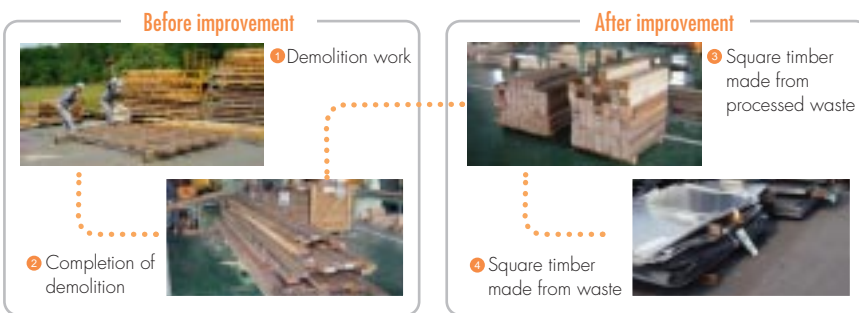 Before improvement
1 Demolition work
2 Completion of
demolition
After improvement
3 Square timber
made from
processed waste
4 Square timber
made from waste